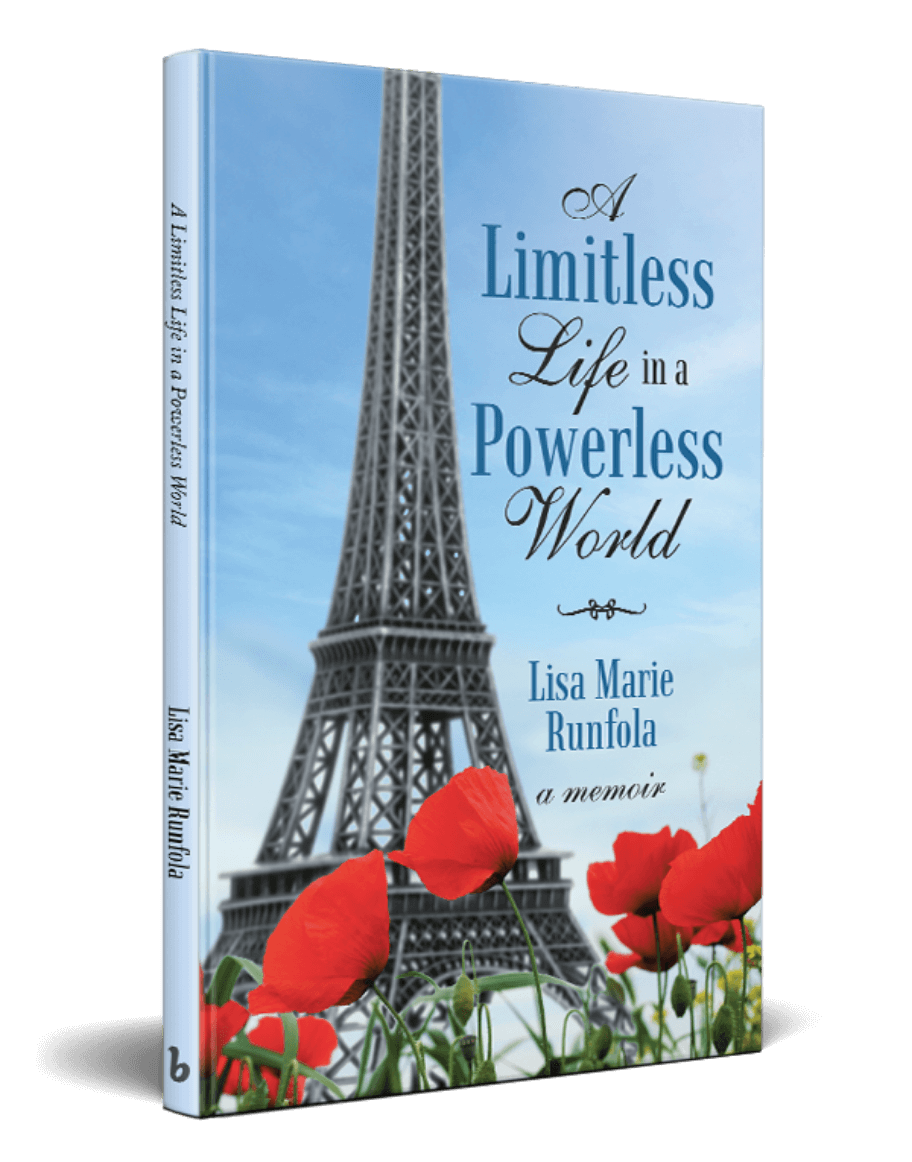 A
Limitless
Life in a
Powerless
World
Lisa Marie
Runfola
a memoir
A Limitless Life in a Powerless World
Lisa Marie Runfola
b